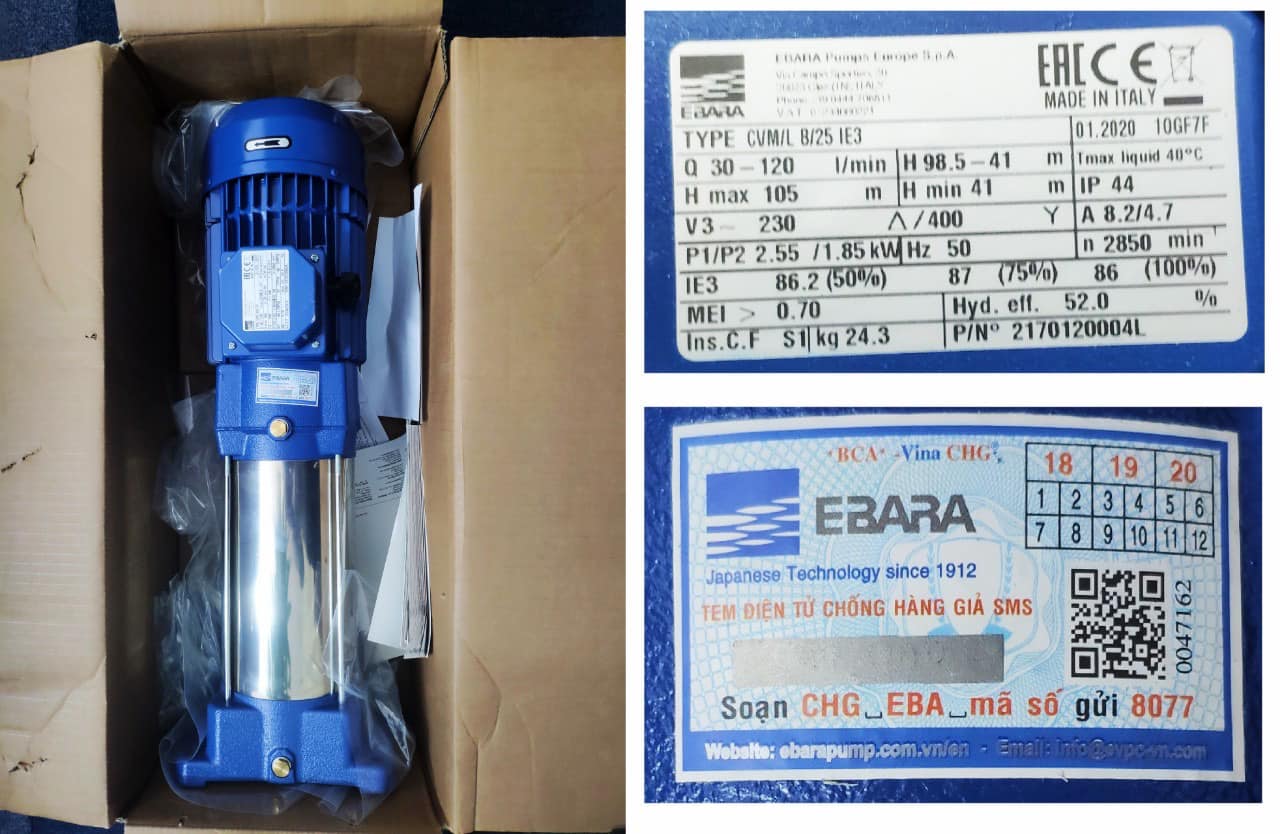 EBARA
EBARA Pumps Europe S.p.A.
EBARA
EAC CE
MADE IN ITALY
TYPE CVM/L B/25 IE3 01.2020 10GF7F
Q 30-120 l/min H 98.5-41 m Tmax liquid 40°C
H max 105 m H min 41 m IP 44
V3~ 230 Λ/400 Y A 8.2/4.7
P1/P2 2.55 /1.85 kW Hz 50 n 2850 min
IE3 86.2 (50%) 87 (75%) 86 (100%)
MEI > 0.70 Hyd. eff. 52.0 %
Ins.C.F S1 kg 24.3 P/N° 2170120004L
*BCA* -Vina CHG
18 19 20
1 2 3 4 5 6
7 8 9 10 11 12
EBARA
Japanese Technology since 1912
TEM ĐIỆN TỬ CHỐNG HÀNG GIẢ SMS
0047162
Soạn CHG_EBA_mã số gửi 8077
Website: ebarapump.com.vn/en - Email: info@evpc-vn.com